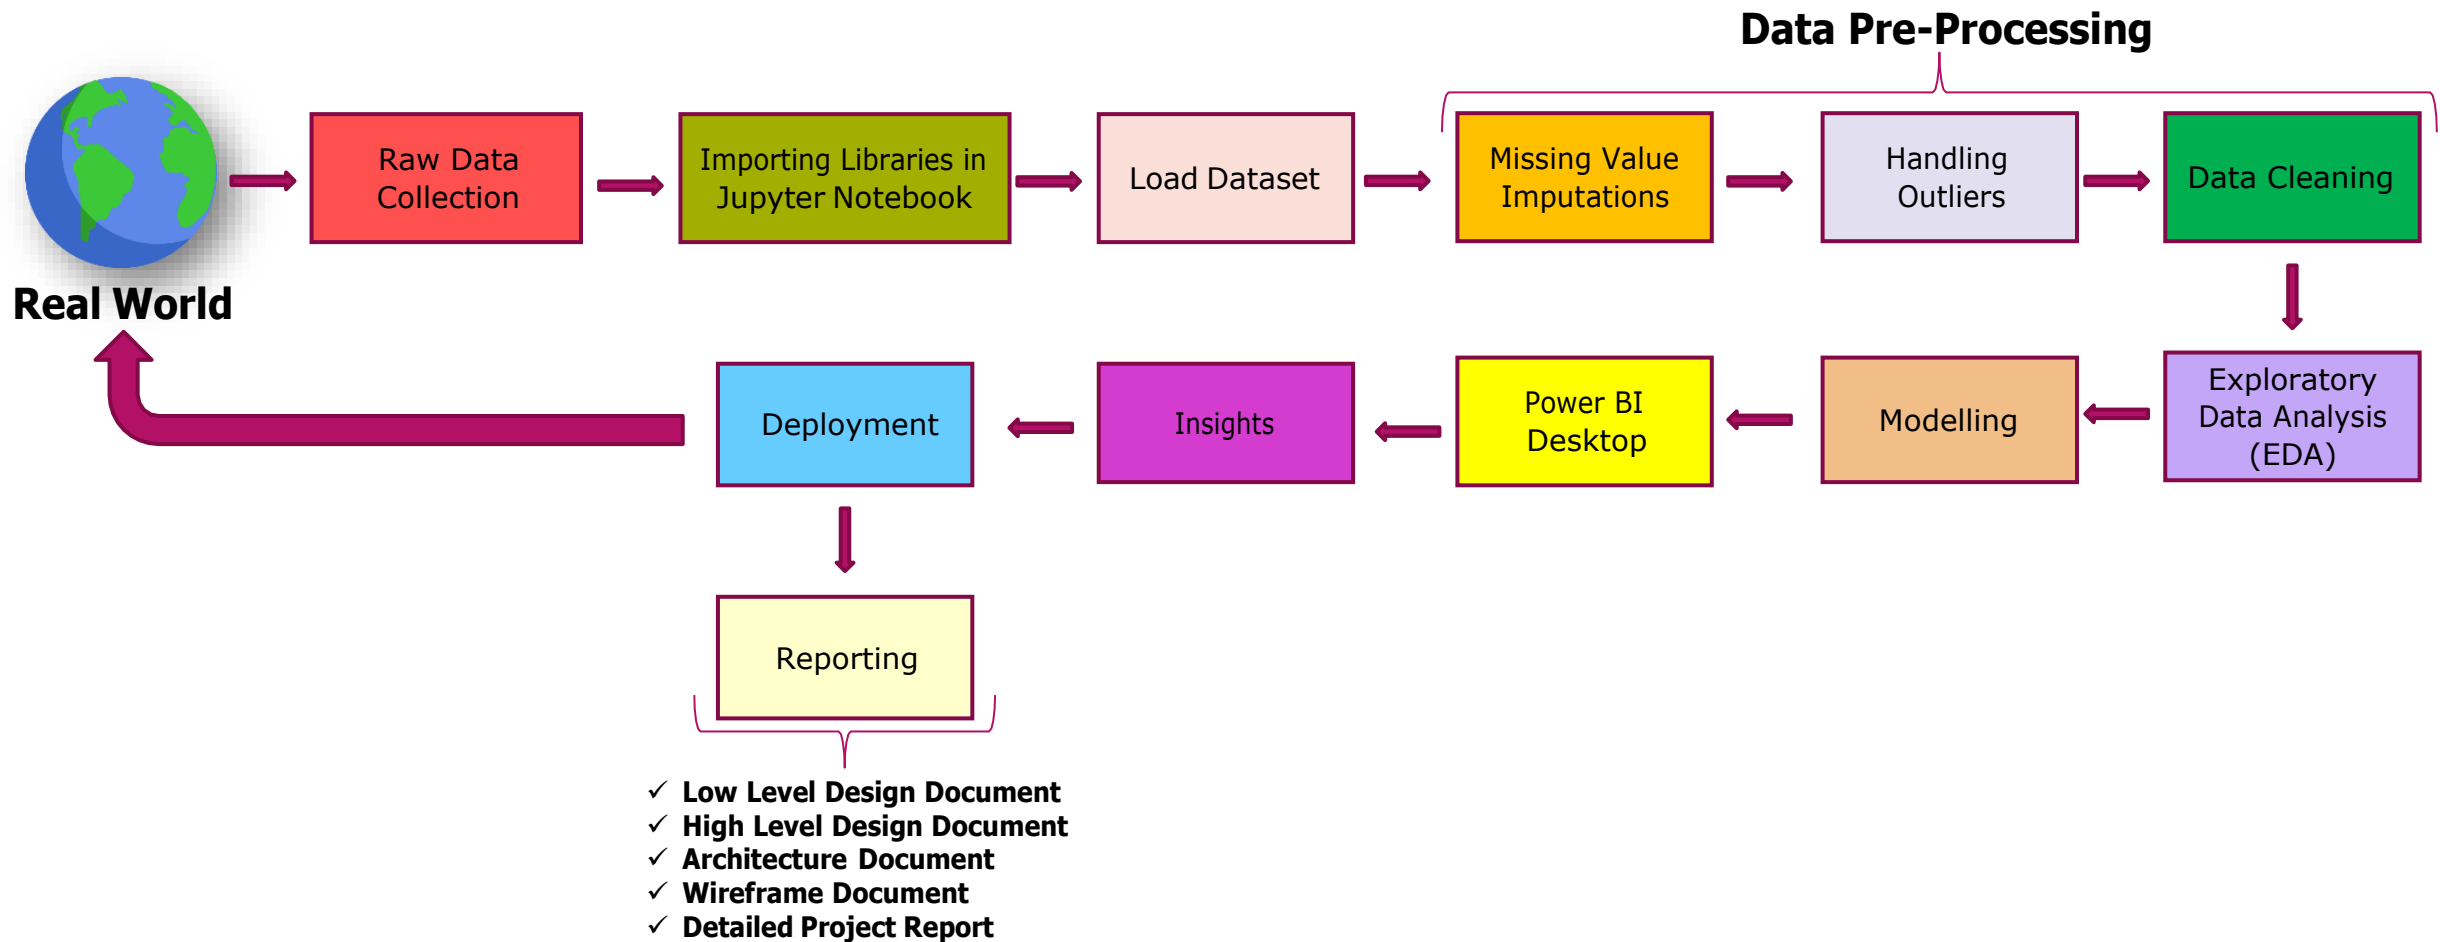 Data Pre-Processing
Raw Data
Collection
Importing Libraries in
Jupyter Notebook
Load Dataset
Missing Value
Imputations
Handling
Outliers
Data Cleaning
Real World
Deployment
Insights
Power BI
Desktop
Modelling
Exploratory
Data Analysis
(EDA)
Reporting
✓ Low Level Design Document
✓ High Level Design Document
✓ Architecture Document
✓ Wireframe Document
✓ Detailed Project Report